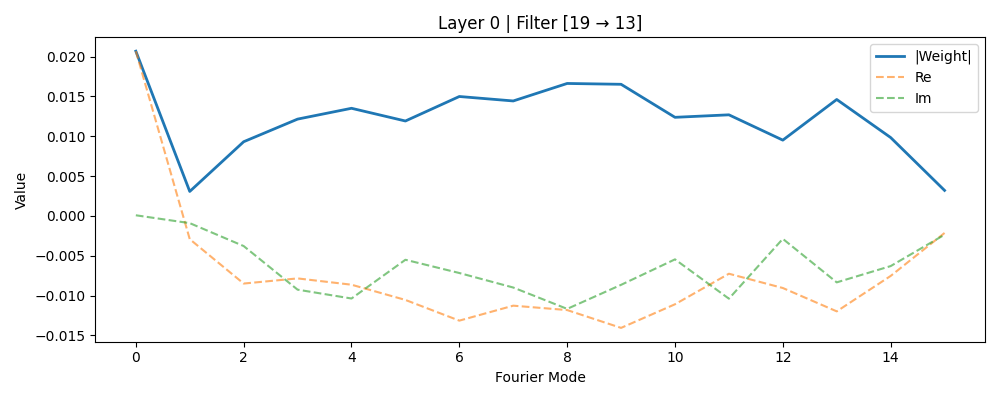 Layer 0 | Filter [19 → 13]
|Weight|
Re
Im
Value
0.020
0.015
0.010
0.005
0.000
−0.005
−0.010
−0.015
0 2 4 6 8 10 12 14
Fourier Mode